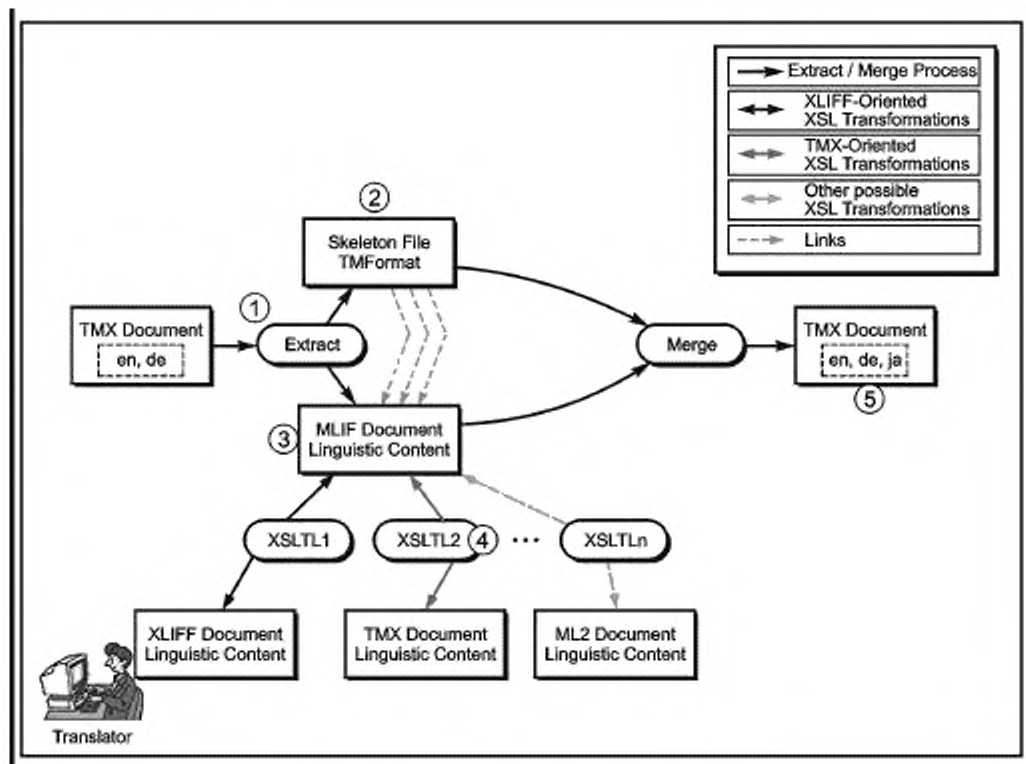 Extract / Merge Process
XLIFF-Oriented
XSL Transformations
TMX-Oriented
XSL Transformations
Other possible
XSL Transformations
Links
2
Skeleton File
TMFormat
1
TMX Document
en, de
Extract
Merge
TMX Document
en, de, ja
5
3
MLIF Document
Linguistic Content
XSLTL1
XSLTL2
4
...
XSLTLn
XLIFF Document
Linguistic Content
TMX Document
Linguistic Content
ML2 Document
Linguistic Content
Translator